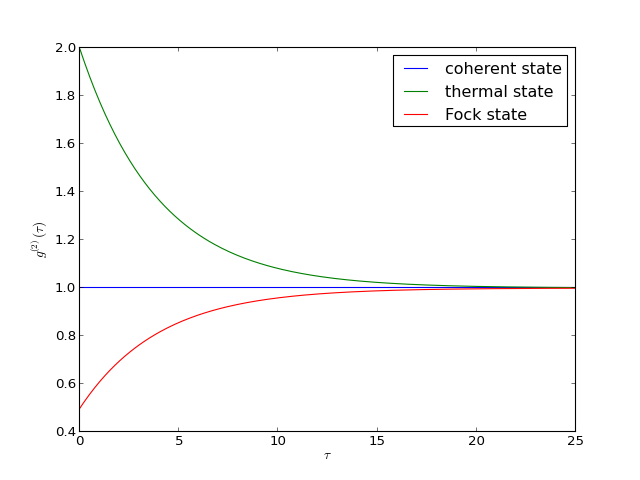 2.0
1.8
1.6
1.4
1.2
1.0
0.8
0.6
0.4
g⁽²⁾(τ)
coherent state
thermal state
Fock state
0 5 10 15 20 25
τ